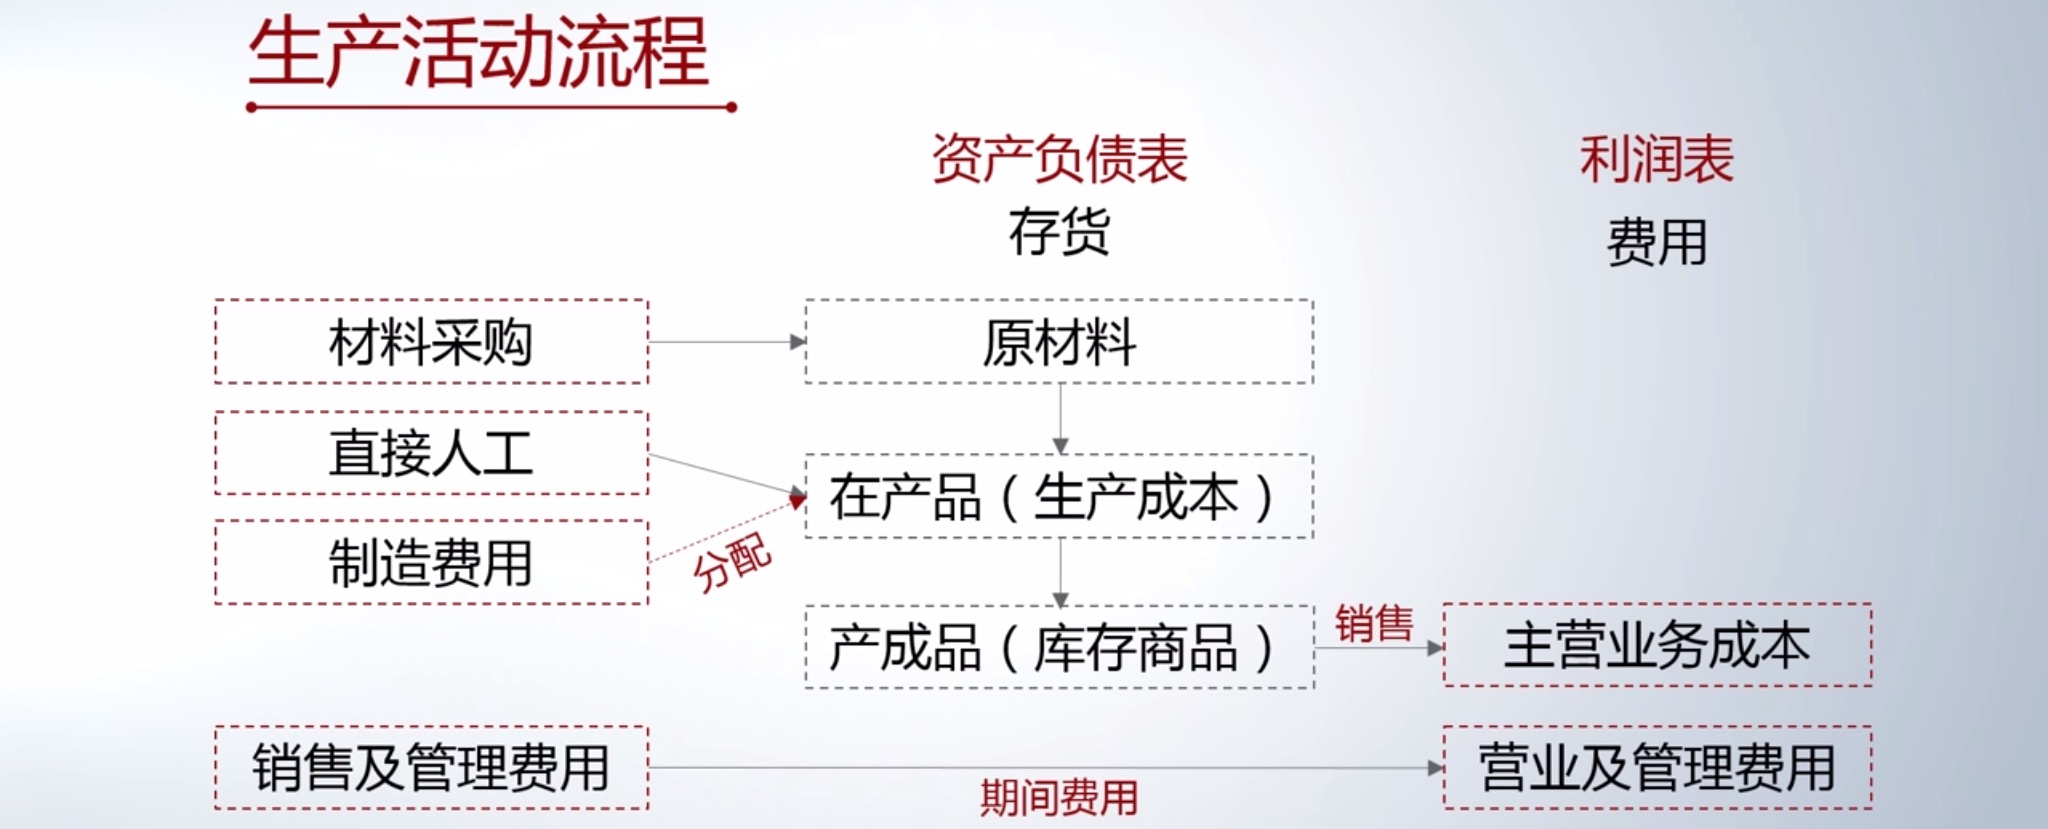 生产活动流程
资产负债表
利润表
存货
费用
材料采购
原材料
直接人工
在产品（生产成本）
制造费用
分配
产成品（库存商品）
销售
主营业务成本
销售及管理费用
期间费用
营业及管理费用